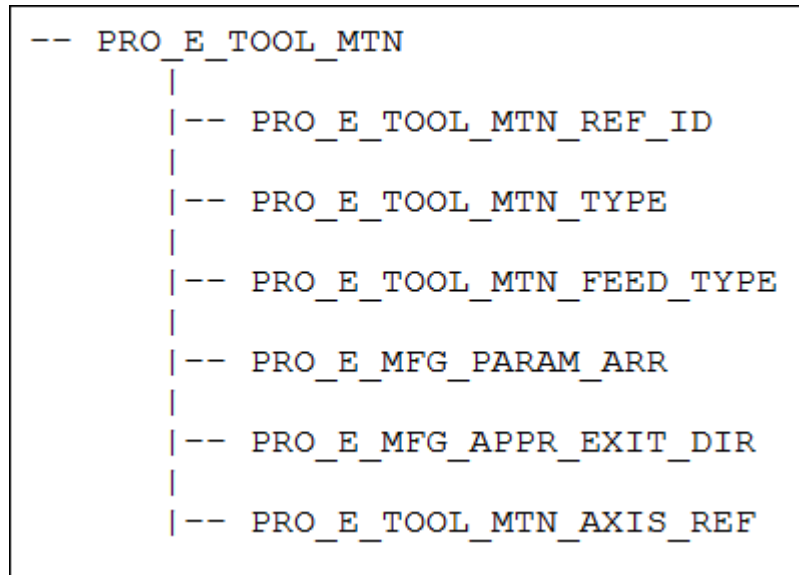 -- PRO_E_TOOL_MTN
|
|-- PRO_E_TOOL_MTN_REF_ID
|
|-- PRO_E_TOOL_MTN_TYPE
|
|-- PRO_E_TOOL_MTN_FEED_TYPE
|
|-- PRO_E_MFG_PARAM_ARR
|
|-- PRO_E_MFG_APPR_EXIT_DIR
|
|-- PRO_E_TOOL_MTN_AXIS_REF